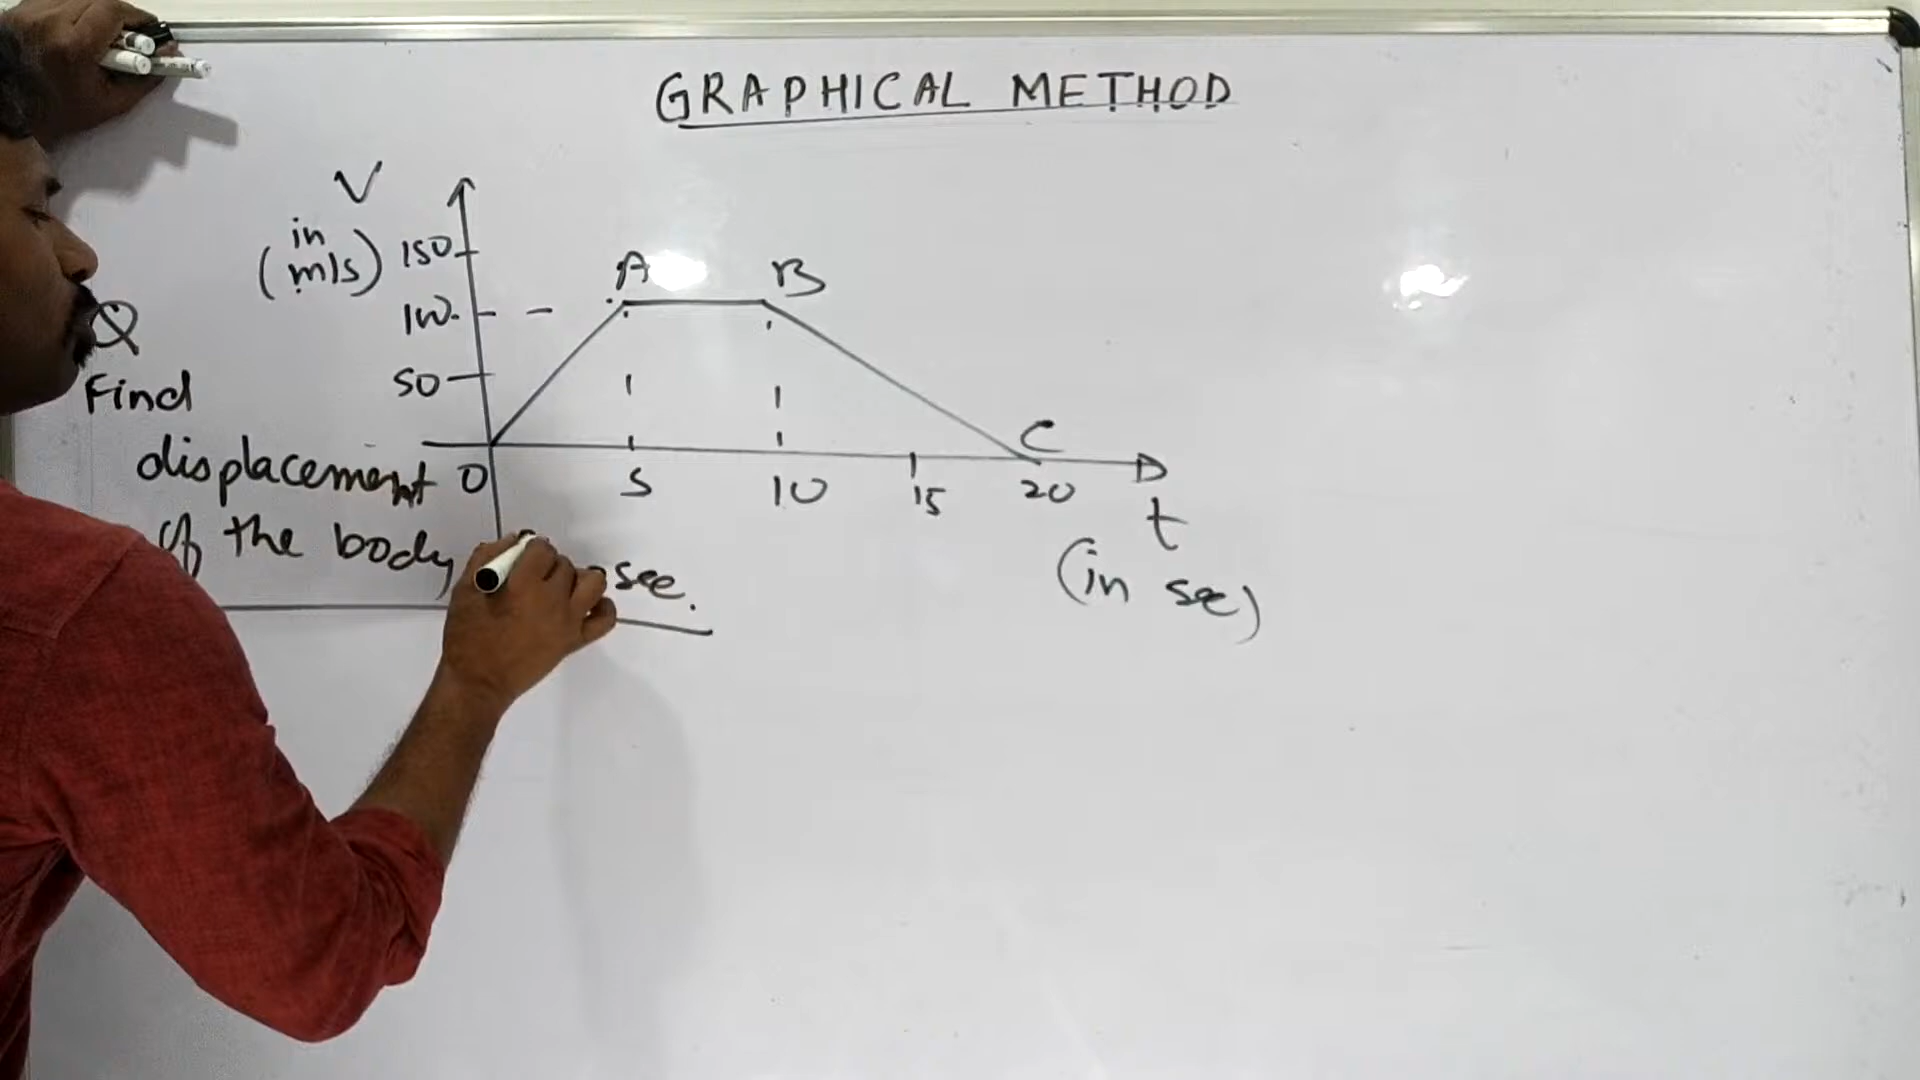 GRAPHICAL METHOD
V
(in m/s)
150
100
50
A
B
C
0
5
10
15
20
t
(in sec)
Q
Find
displacement
of the body
sec.